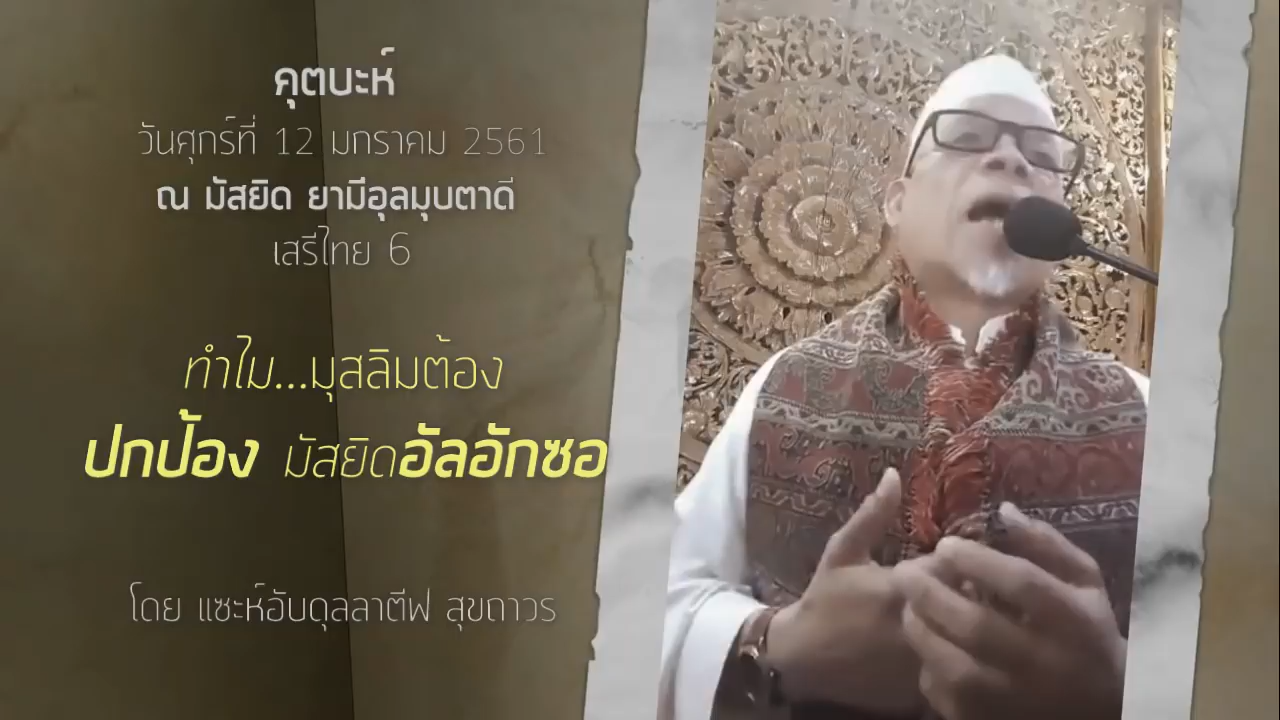 คุตบะห์
วันศุกร์ที่ 12 มกราคม 2561
ณ มัสยิด ยามีอุลมุบตาดี
เสรีไทย 6
ทำไม...มุสลิมต้อง
ปกป้อง มัสยิดอัลอักซอ
โดย แซะห์อับดุลลาตีฟ สุขถาวร